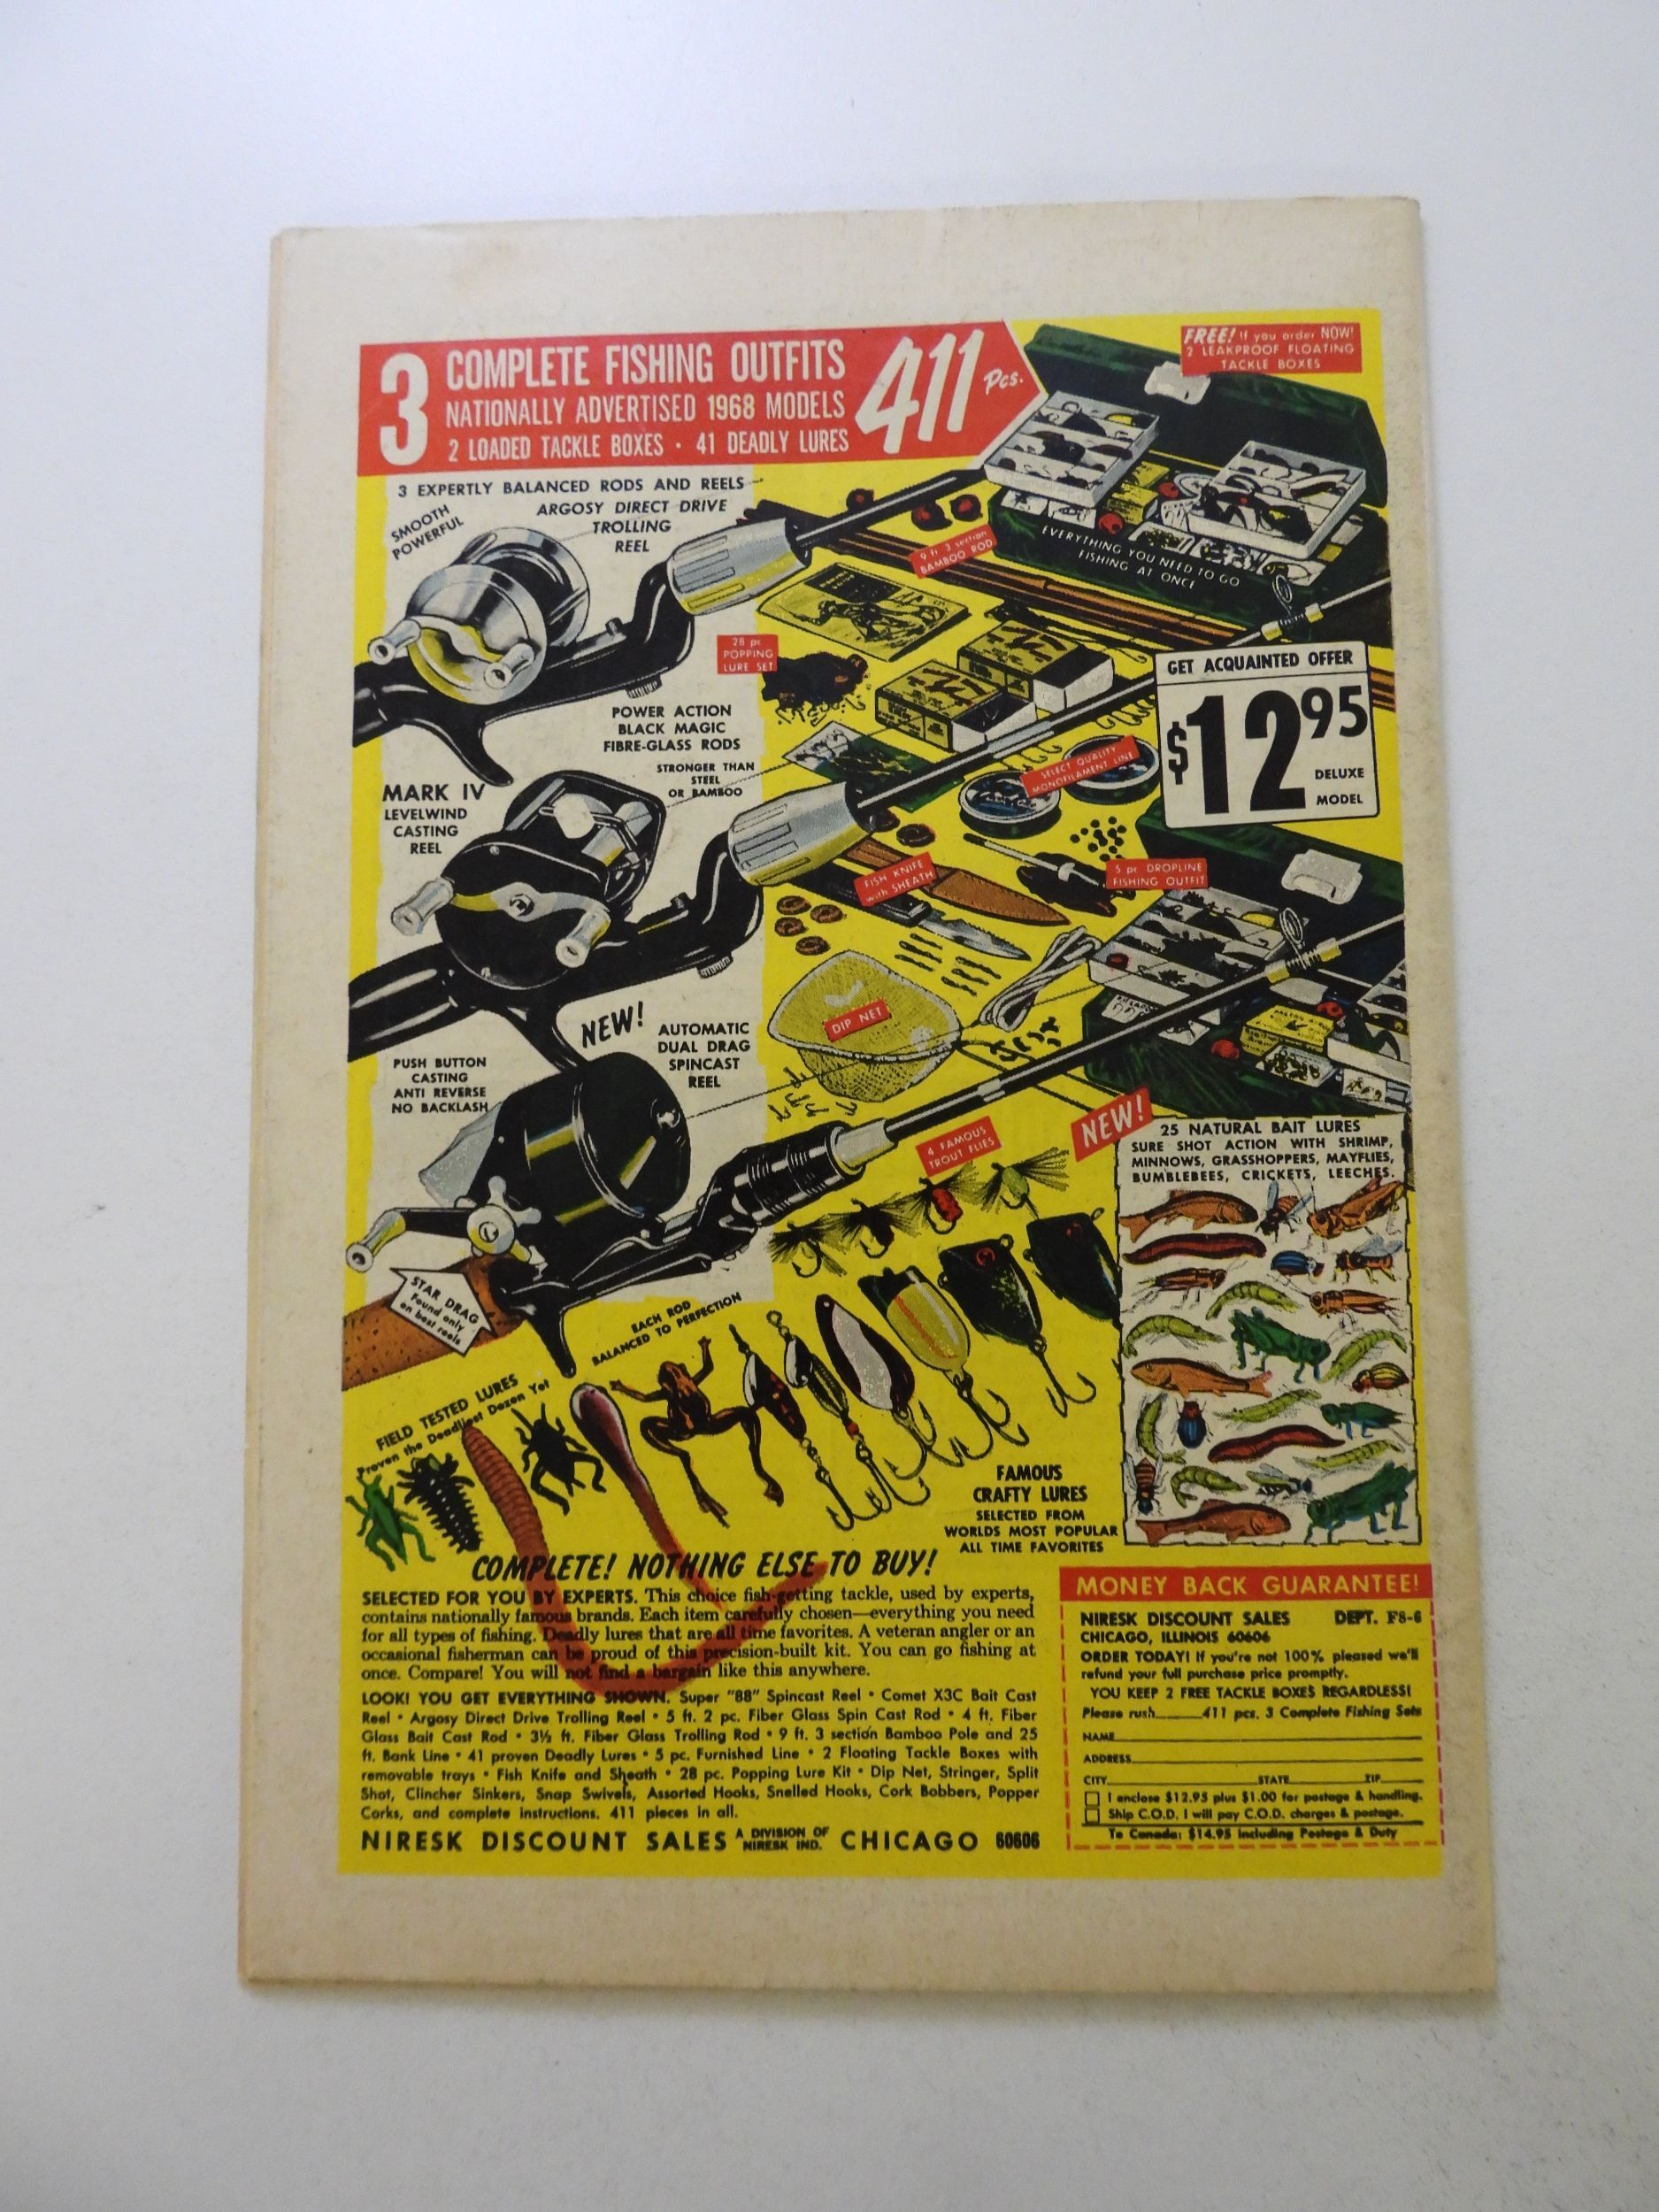 3 COMPLETE FISHING OUTFITS
NATIONALLY ADVERTISED 1968 MODELS
2 LOADED TACKLE BOXES · 41 DEADLY LURES
411 Pcs.
FREE! If you order NOW!
2 LEAKPROOF FLOATING
TACKLE BOXES
3 EXPERTLY BALANCED RODS AND REELS
SMOOTH
POWERFUL
ARGOSY DIRECT DRIVE
TROLLING
REEL
9 ft 3 section
BAMBOO ROD
EVERYTHING YOU NEED TO GO
FISHING AT ONCE
28 pc
POPPING
LURE SET
GET ACQUAINTED OFFER
$12.95
DELUXE
MODEL
POWER ACTION
BLACK MAGIC
FIBRE-GLASS RODS
STRONGER THAN
STEEL
OR BAMBOO
SELECT QUALITY
MONOFILAMENT LINE
MARK IV
LEVELWIND
CASTING
REEL
FISH KNIFE
with SHEATH
5 pc DROPLINE
FISHING OUTFIT
NEW!
AUTOMATIC
DUAL DRAG
SPINCAST
REEL
DIP NET
PUSH BUTTON
CASTING
ANTI REVERSE
NO BACKLASH
4 FAMOUS
TROUT FLIES
NEW!
25 NATURAL BAIT LURES
SURE SHOT ACTION WITH SHRIMP,
MINNOWS, GRASSHOPPERS, MAYFLIES,
BUMBLEBEES, CRICKETS, LEECHES.
STAR DRAG
Found only
on best reels
EACH ROD
BALANCED TO PERFECTION
FIELD TESTED LURES
Proven the Deadliest Dozen Yet
FAMOUS
CRAFTY LURES
SELECTED FROM
WORLDS MOST POPULAR
ALL TIME FAVORITES
COMPLETE! NOTHING ELSE TO BUY!
SELECTED FOR YOU BY EXPERTS. This choice fish-getting tackle, used by experts,
contains nationally famous brands. Each item carefully chosen—everything you need
for all types of fishing. Deadly lures that are all time favorites. A veteran angler or an
occasional fisherman can be proud of this precision-built kit. You can go fishing at
once. Compare! You will not find a bargain like this anywhere.
LOOK! YOU GET EVERYTHING SHOWN. Super "88" Spincast Reel • Comet X3C Bait Cast
Reel • Argosy Direct Drive Trolling Reel • 5 ft. 2 pc. Fiber Glass Spin Cast Rod • 4 ft. Fiber
Glass Bait Cast Rod • 3½ ft. Fiber Glass Trolling Rod • 9 ft. 3 section Bamboo Pole and 25
ft. Bank Line • 41 proven Deadly Lures • 5 pc. Furnished Line • 2 Floating Tackle Boxes with
removable trays • Fish Knife and Sheath • 28 pc. Popping Lure Kit • Dip Net, Stringer, Split
Shot, Clincher Sinkers, Snap Swivels, Assorted Hooks, Snelled Hooks, Cork Bobbers, Popper
Corks, and complete instructions. 411 pieces in all.
NIRESK DISCOUNT SALES A DIVISION OF NIRESK IND. CHICAGO 60606
MONEY BACK GUARANTEE!
NIRESK DISCOUNT SALES DEPT. FS-6
CHICAGO, ILLINOIS 60606
ORDER TODAY! If you're not 100% pleased we'll
refund your full purchase price promptly.
YOU KEEP 2 FREE TACKLE BOXES REGARDLESS!
Please rush____411 pcs. 3 Complete Fishing Sets
NAME
ADDRESS
CITY STATE ZIP
I enclose $12.95 plus $1.00 for postage & handling.
Ship C.O.D. I will pay C.O.D. charges & postage.
To Canada: $14.95 Including Postage & Duty